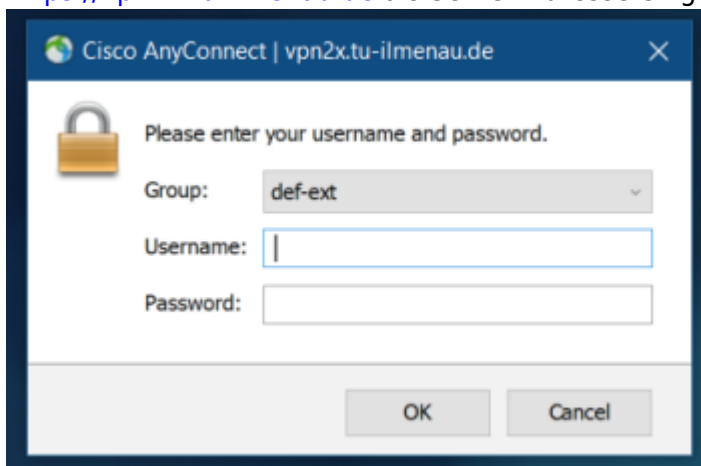 Cisco AnyConnect | vpn2x.tu-ilmenau.de
Please enter your username and password.
Group: def-ext
Username:
Password:
OK Cancel